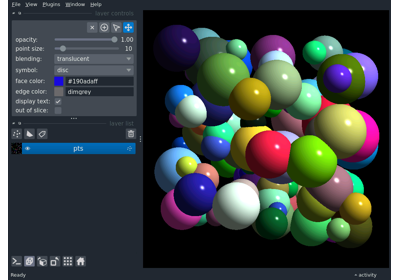 File View Plugins Window Help
layer controls
opacity: 1.00
point size: 10
blending: translucent
symbol: disc
face color: #190adaff
edge color: dimgrey
display text: ✓
out of slice:
layer list
pts
Ready
activity